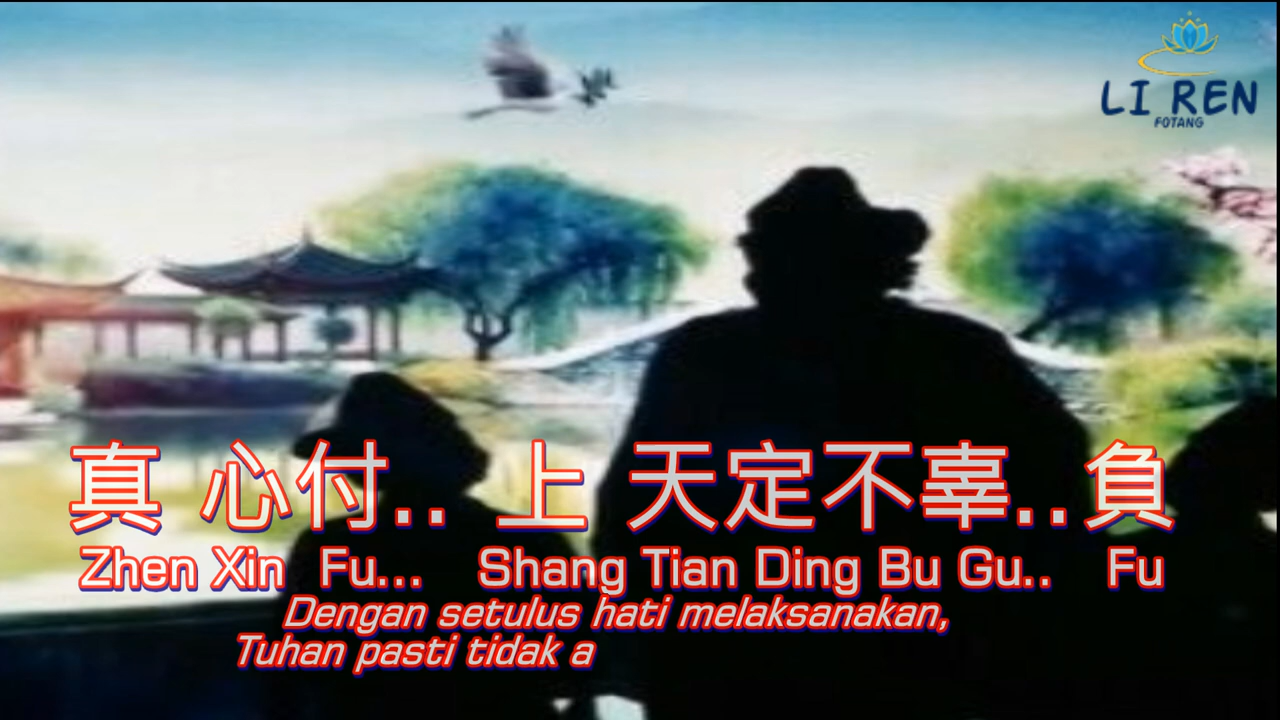 LI REN
FOTANG
真 心付.. 上 天定不辜..負
Zhen Xin Fu... Shang Tian Ding Bu Gu.. Fu
Dengan setulus hati melaksanakan,
Tuhan pasti tidak a